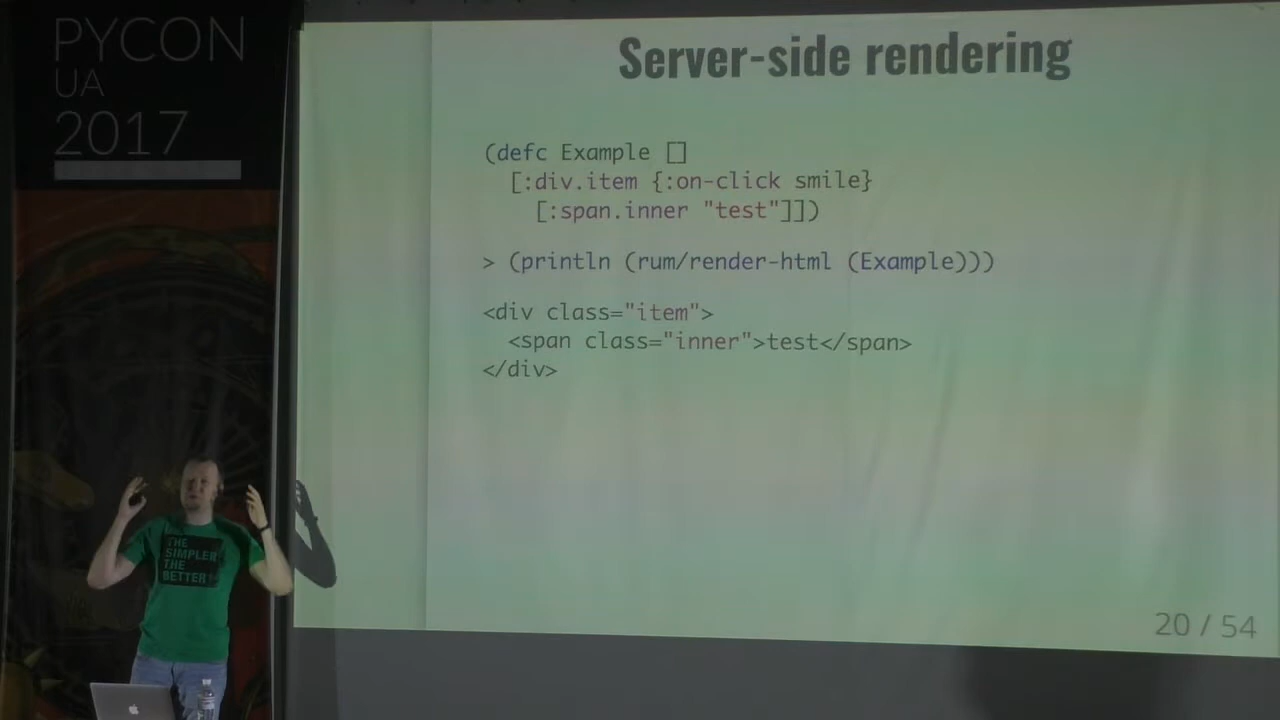 PYCON
UA
2017
Server-side rendering
(defc Example []
  [:div.item {:on-click smile}
    [:span.inner "test"]])
> (println (rum/render-html (Example)))
<div class="item">
  <span class="inner">test</span>
</div>
THE
SIMPLER
THE
BETTER
20 / 54